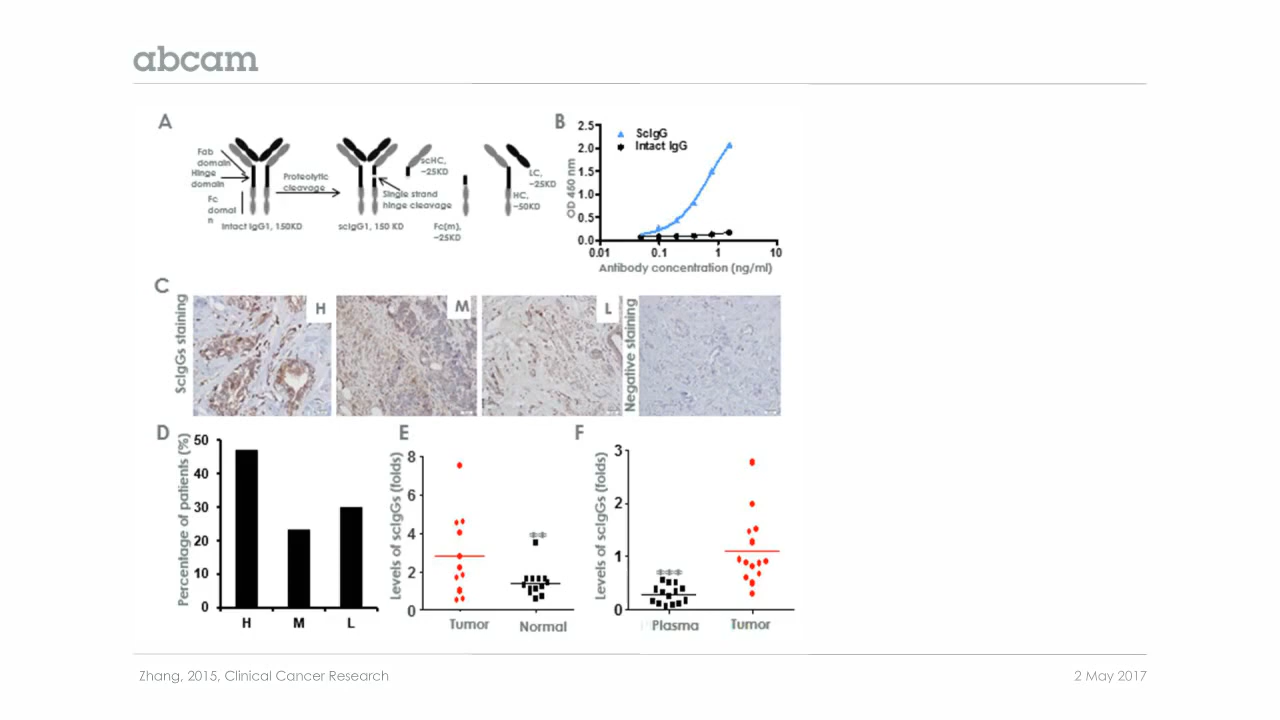 abcam
A
Fab
domain
Hinge
domain
Fc
domai
n
Intact IgG1, 150KD
Proteolytic
cleavage
scIgG1, 150 KD
scHC,
~25KD
Single strand
hinge cleavage
Fc(m),
~25KD
LC,
~25KD
HC,
~50KD
B
ScIgG
Intact IgG
OD 450 nm
2.5
2.0
1.5
1.0
0.5
0.0
0.01 0.1 1 10
Antibody concentration (ng/ml)
C
ScIgGs staining
H
M
L
Negative staining
D
Percentage of patients (%)
50
40
30
20
10
0
H M L
E
Levels of scIgGs (folds)
8
6
4
2
0
**
Tumor Normal
F
Levels of scIgGs (folds)
3
2
1
0
***
Plasma Tumor
Zhang, 2015, Clinical Cancer Research
2 May 2017